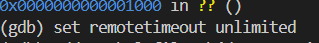 0x0000000000001000 in ?? ()
(gdb) set remotetimeout unlimited